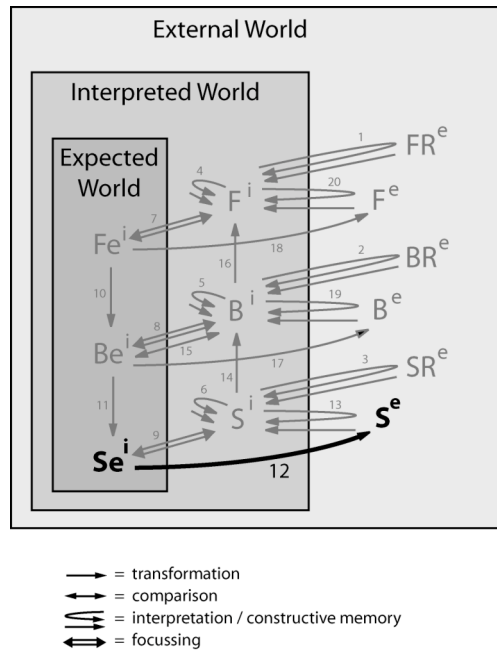 External World
Interpreted World
Expected World
1
FR^e
4
F^i
20
F^e
7
Fe^i
18
16
2
BR^e
10
5
B^i
19
B^e
8
15
Be^i
17
14
3
SR^e
11
6
S^i
13
S^e
9
Se^i
12
= transformation
= comparison
= interpretation / constructive memory
= focussing